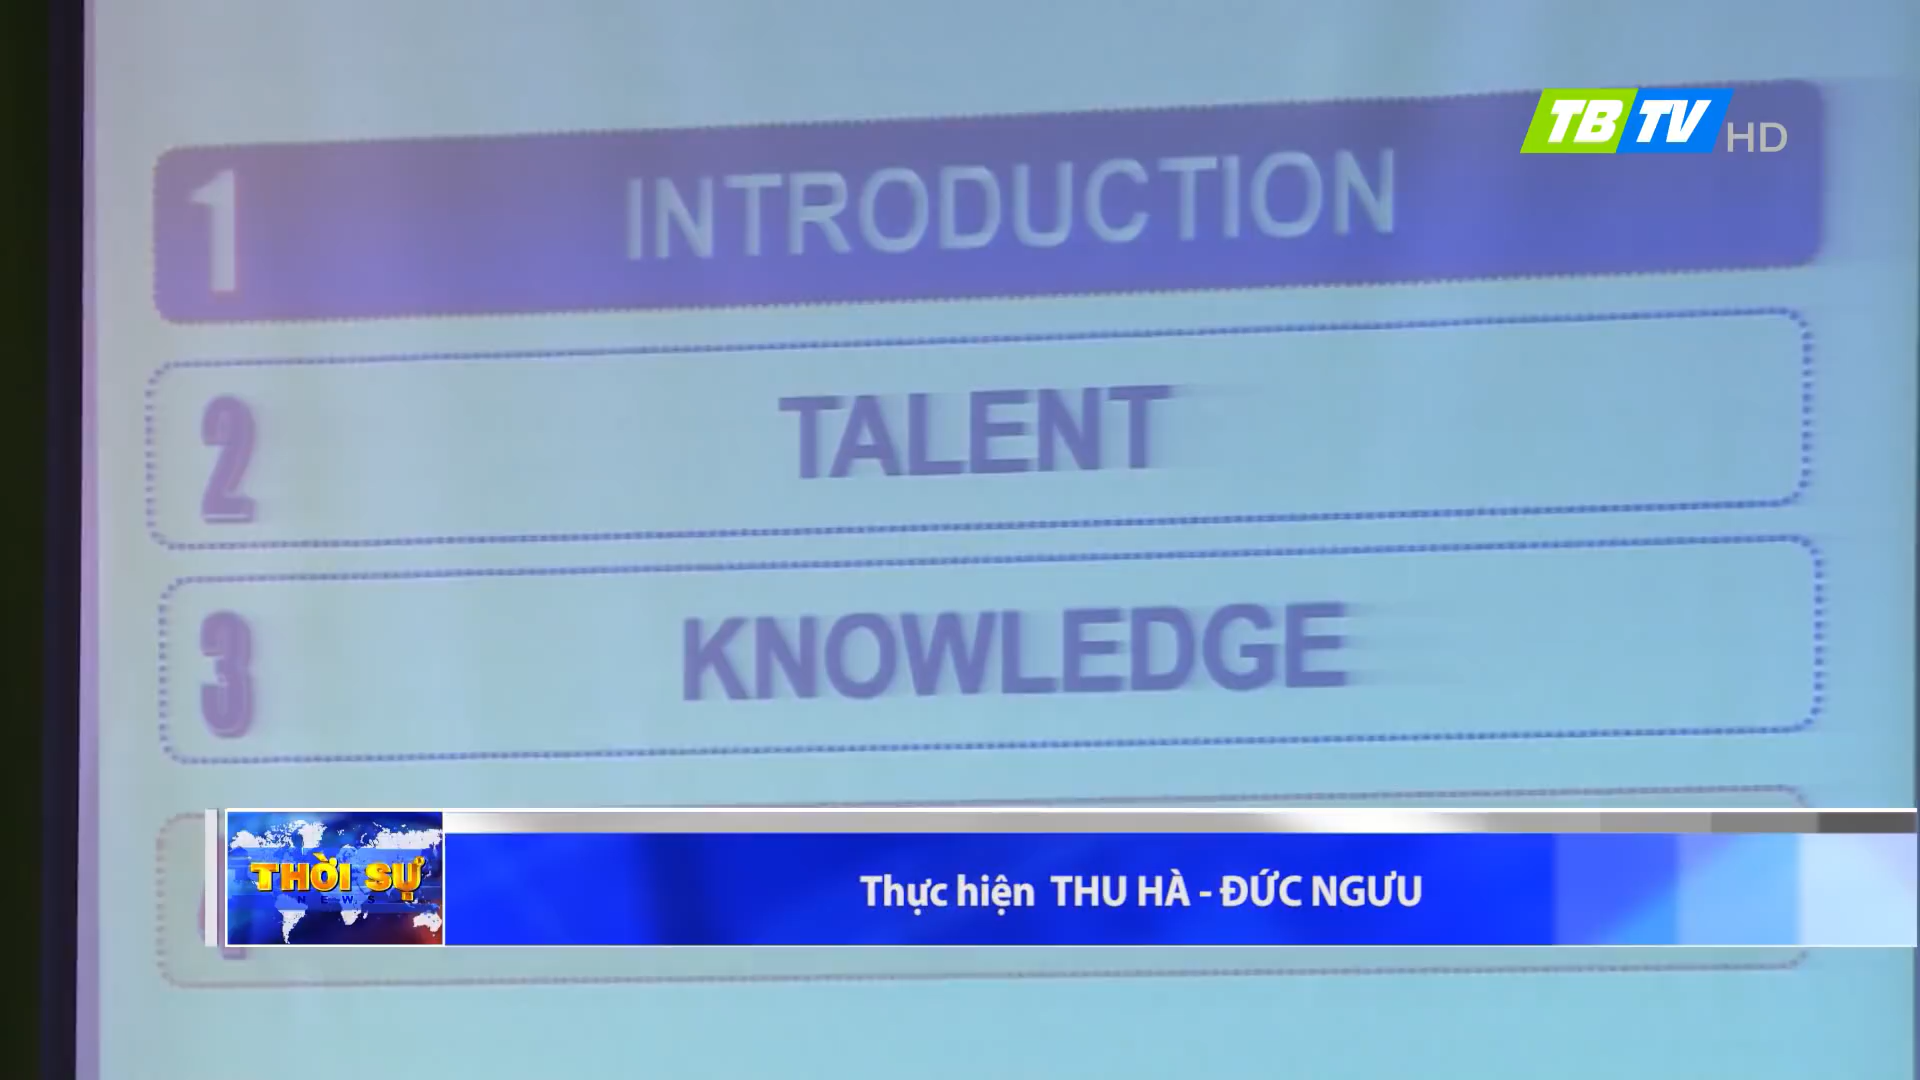 TBTV HD
1 INTRODUCTION
2 TALENT
3 KNOWLEDGE
THỜI SỰ
NEWS
Thực hiện THU HÀ - ĐỨC NGƯU